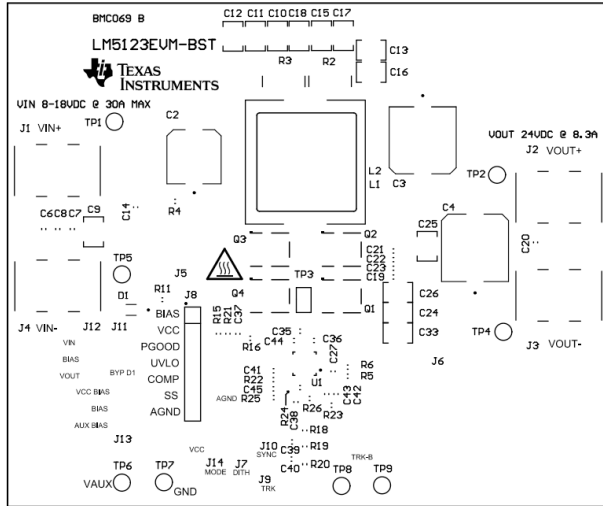 BMC069 B
C12 C11 C10 C18 C15 C17
LM5123EVM-BST
R3 R2
C13
C16
TEXAS
INSTRUMENTS
VIN 8-18VDC @ 30A MAX
TP1
C2
J1 VIN+
VOUT 24VDC @ 8.3A
J2 VOUT+
L2
L1
C3
TP2
C6 C8 C7
C9
C14
R4
C4
C25
C20
Q3
Q2
C21
C22
C23
C19
TP5
J5
TP3
D1
R11
J8
Q4
Q1
C26
C24
C33
TP4
J4 VIN-
J12 J11
BIAS
VCC
PGOOD
UVLO
COMP
SS
AGND
R15
R21
C37
R16
C35
C44
C36
C27
J3 VOUT-
J6
VIN
BIAS
VOUT
BYP D1
VCC BIAS
BIAS
AUX BIAS
C41
R22
C45
R25
AGND
U1
R6
R5
C43
C42
R24
C38
R26
R23
J13
VCC
J10
SYNC
C39
C40
R18
R19
R20
TRK-B
TP6
TP7
J14
MODE
J7
DITH
J9
TRK
TP8
TP9
VAUX
GND